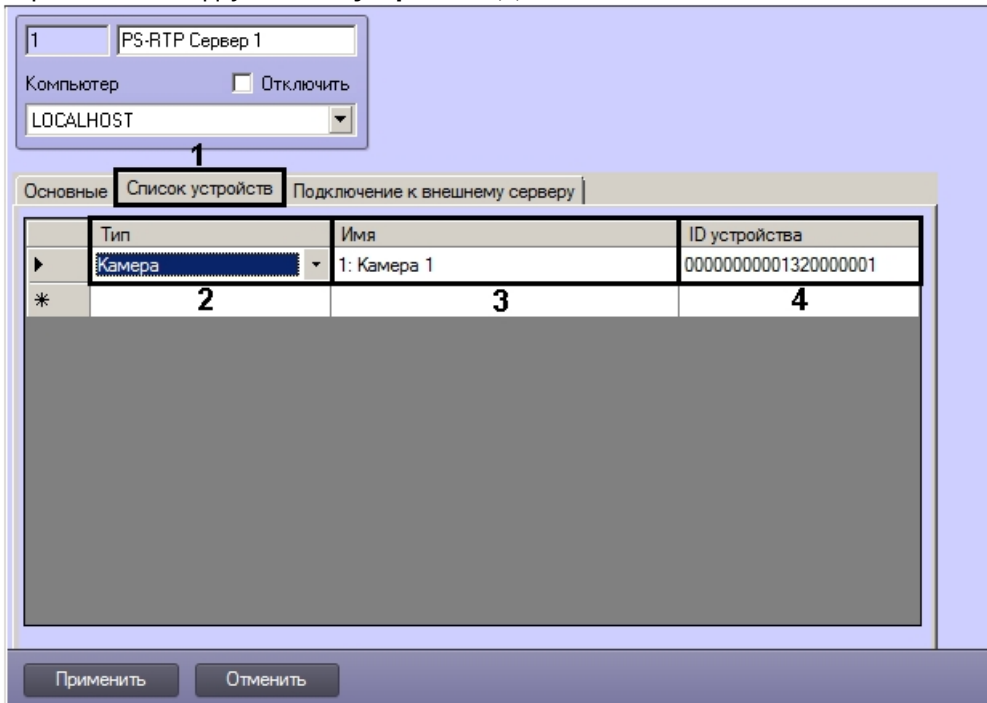 1 PS-RTP Сервер 1
Компьютер Отключить
LOCALHOST
1
Основные Список устройств Подключение к внешнему серверу
Тип Имя ID устройства
Камера 1: Камера 1 00000000001320000001
2 3 4
Применить Отменить